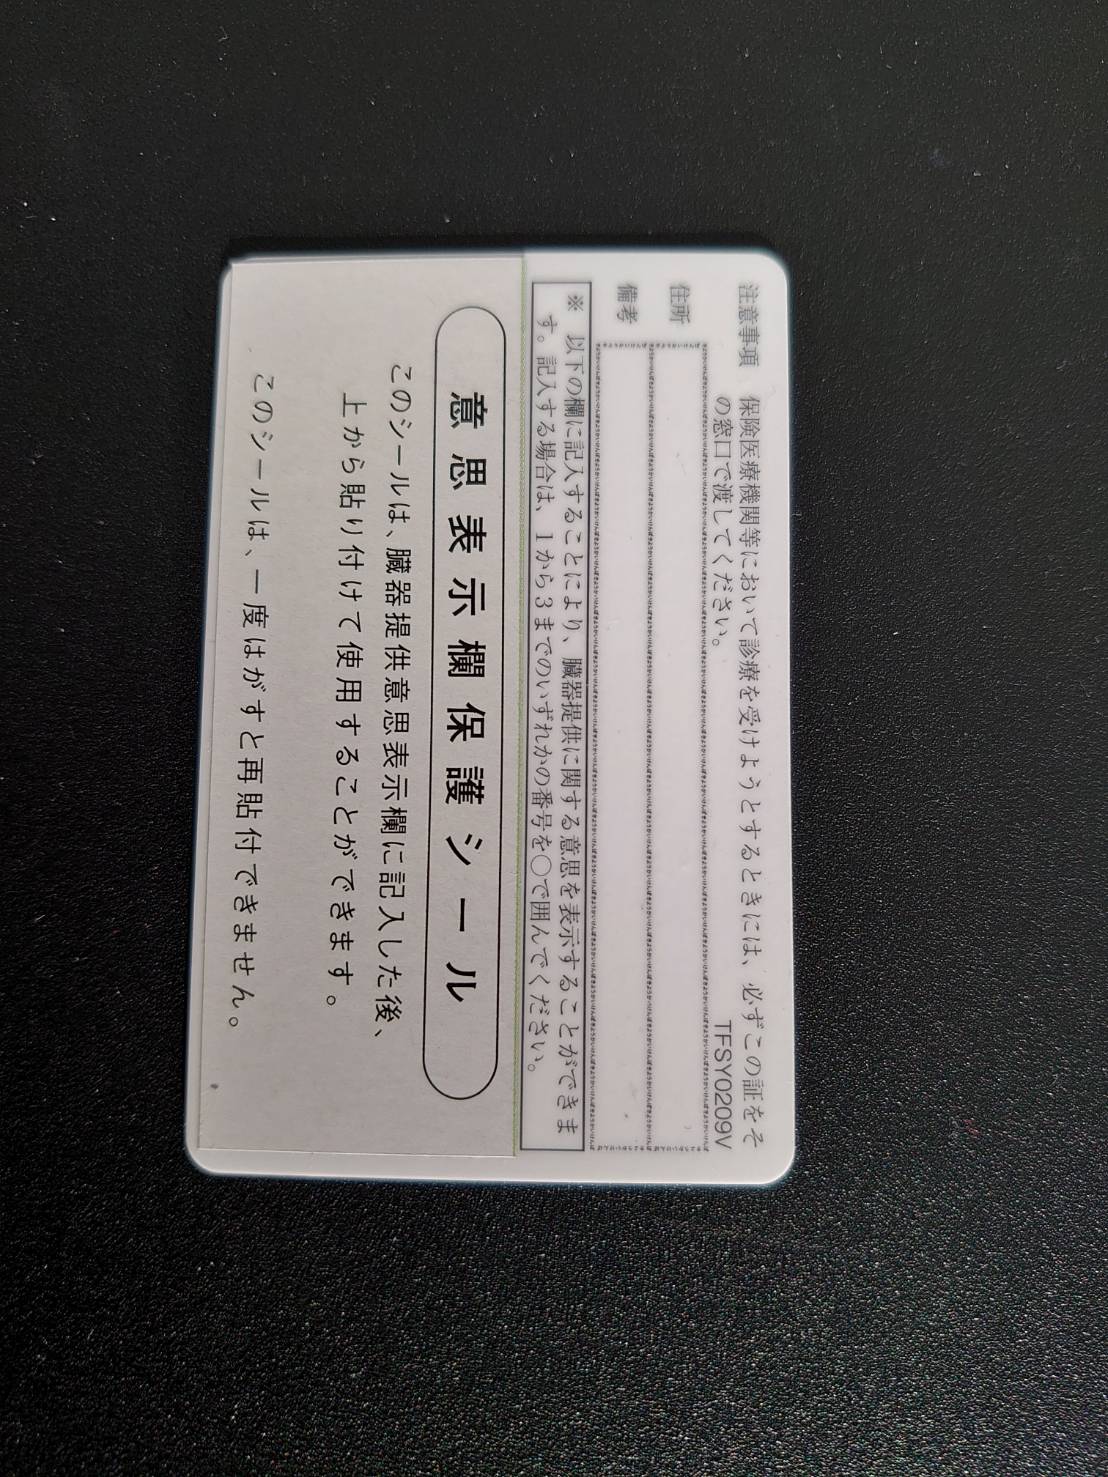 注意事項　保険医療機関等において診療を受けようとするときには、必ずこの証をそ
の窓口で渡してください。
TFSY0209V
住所
備考
※　以下の欄に記入することにより、臓器提供に関する意思を表示することができま
す。記入する場合は、1から3までのいずれかの番号を〇で囲んでください。
意思表示欄保護シール
このシールは、臓器提供意思表示欄に記入した後、
上から貼り付けて使用することができます。
このシールは、一度はがすと再貼付できません。